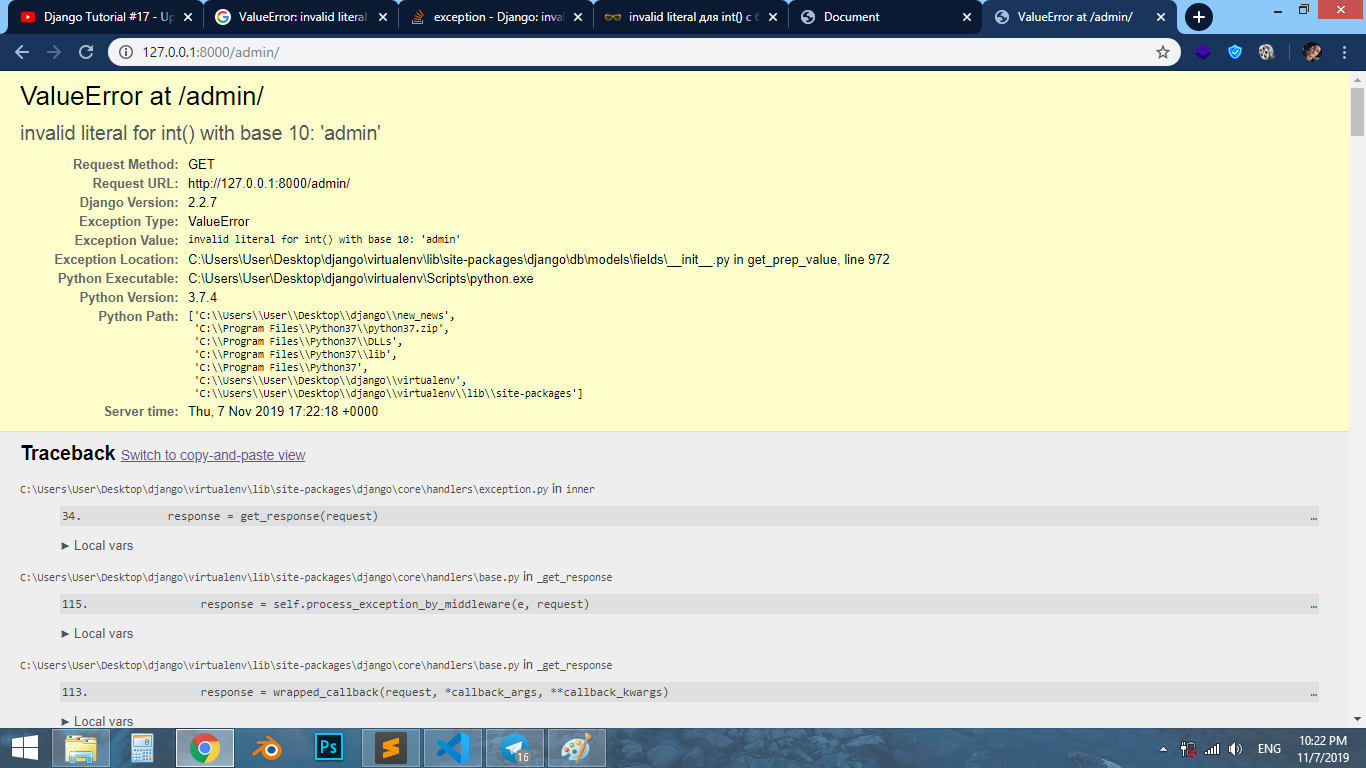 Django Tutorial #17 - Up
ValueError: invalid literal
exception - Django: inval
invalid literal для int() с б
Document
ValueError at /admin/
127.0.0.1:8000/admin/
ValueError at /admin/
invalid literal for int() with base 10: 'admin'
Request Method: GET
Request URL: http://127.0.0.1:8000/admin/
Django Version: 2.2.7
Exception Type: ValueError
Exception Value: invalid literal for int() with base 10: 'admin'
Exception Location: C:\Users\User\Desktop\django\virtualenv\lib\site-packages\django\db\models\fields\__init__.py in get_prep_value, line 972
Python Executable: C:\Users\User\Desktop\django\virtualenv\Scripts\python.exe
Python Version: 3.7.4
Python Path: ['C:\\Users\\User\\Desktop\\django\\new_news',
'C:\\Program Files\\Python37\\python37.zip',
'C:\\Program Files\\Python37\\DLLs',
'C:\\Program Files\\Python37\\lib',
'C:\\Program Files\\Python37',
'C:\\Users\\User\\Desktop\\django\\virtualenv',
'C:\\Users\\User\\Desktop\\django\\virtualenv\\lib\\site-packages']
Server time: Thu, 7 Nov 2019 17:22:18 +0000
Traceback Switch to copy-and-paste view
C:\Users\User\Desktop\django\virtualenv\lib\site-packages\django\core\handlers\exception.py in inner
34. response = get_response(request) …
▶ Local vars
C:\Users\User\Desktop\django\virtualenv\lib\site-packages\django\core\handlers\base.py in _get_response
115. response = self.process_exception_by_middleware(e, request) …
▶ Local vars
C:\Users\User\Desktop\django\virtualenv\lib\site-packages\django\core\handlers\base.py in _get_response
113. response = wrapped_callback(request, *callback_args, **callback_kwargs) …
▶ Local vars
Ps
16
ENG
10:22 PM
11/7/2019